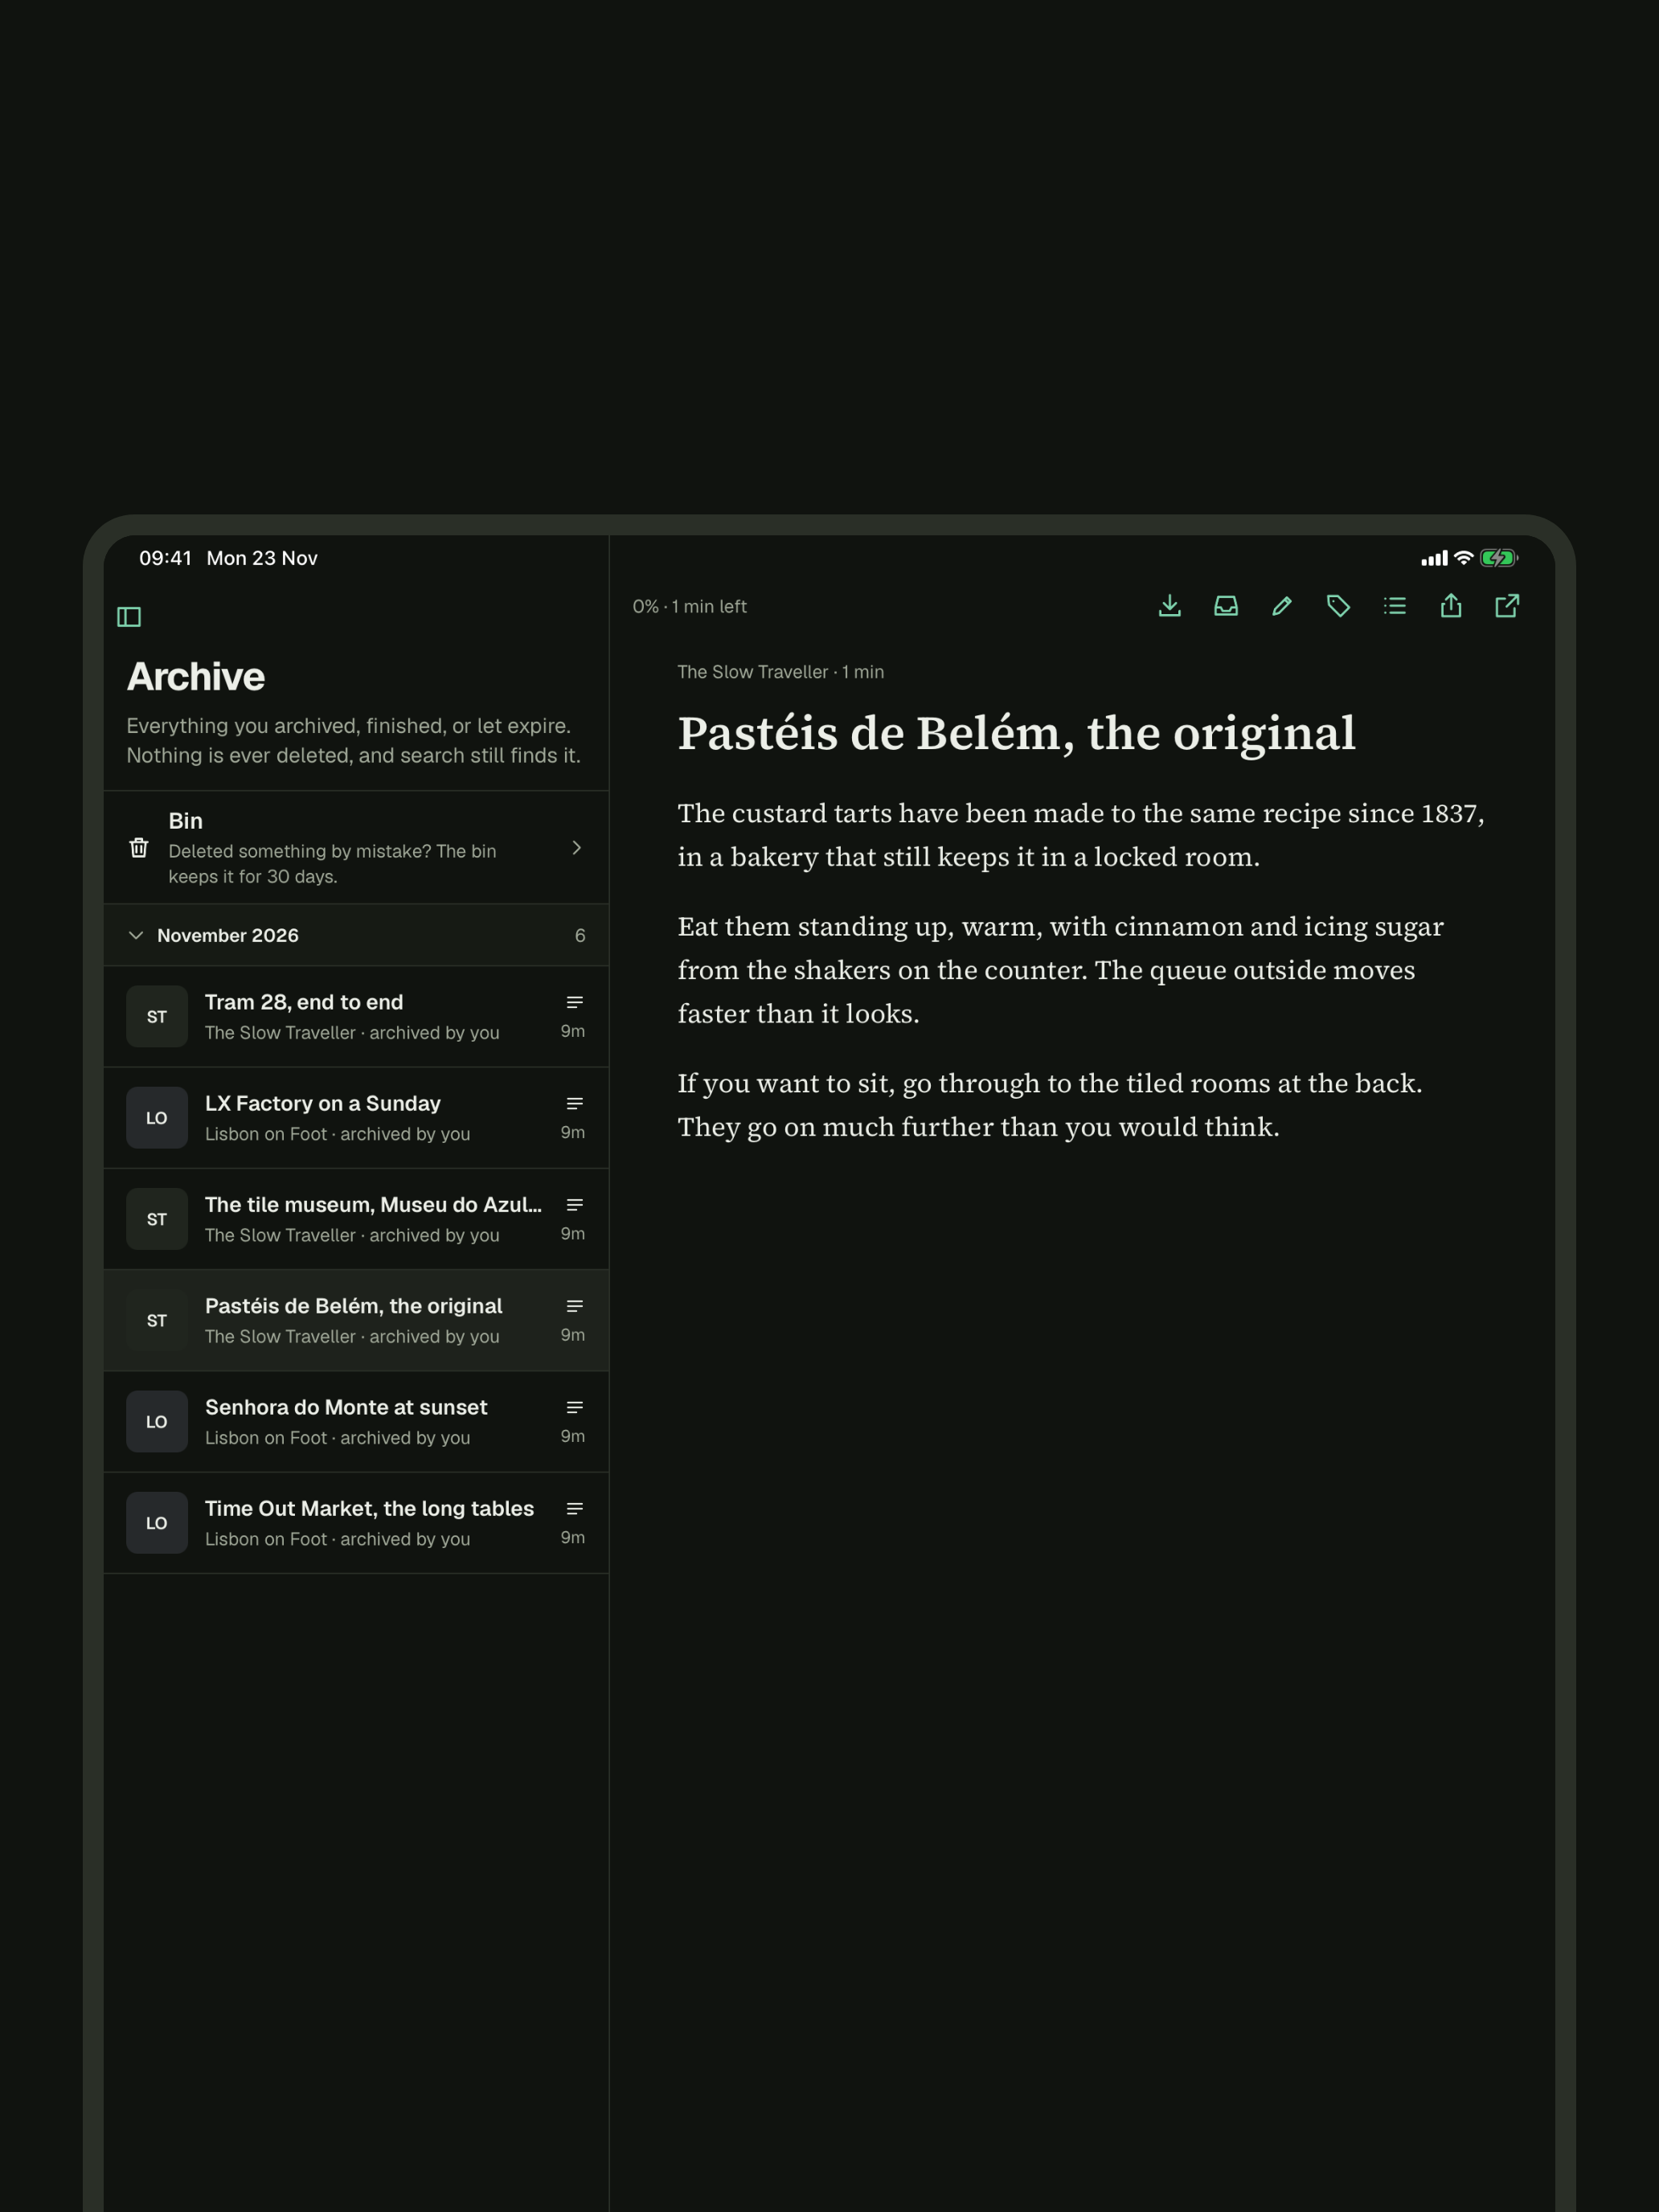 09:41 Mon 23 Nov
Archive
Everything you archived, finished, or let expire.
Nothing is ever deleted, and search still finds it.
Bin
Deleted something by mistake? The bin
keeps it for 30 days.
November 2026 6
ST
Tram 28, end to end
The Slow Traveller · archived by you 9m
LO
LX Factory on a Sunday
Lisbon on Foot · archived by you 9m
ST
The tile museum, Museu do Azul...
The Slow Traveller · archived by you 9m
ST
Pastéis de Belém, the original
The Slow Traveller · archived by you 9m
LO
Senhora do Monte at sunset
Lisbon on Foot · archived by you 9m
LO
Time Out Market, the long tables
Lisbon on Foot · archived by you 9m
0% · 1 min left
The Slow Traveller · 1 min
Pastéis de Belém, the original
The custard tarts have been made to the same recipe since 1837,
in a bakery that still keeps it in a locked room.
Eat them standing up, warm, with cinnamon and icing sugar
from the shakers on the counter. The queue outside moves
faster than it looks.
If you want to sit, go through to the tiled rooms at the back.
They go on much further than you would think.